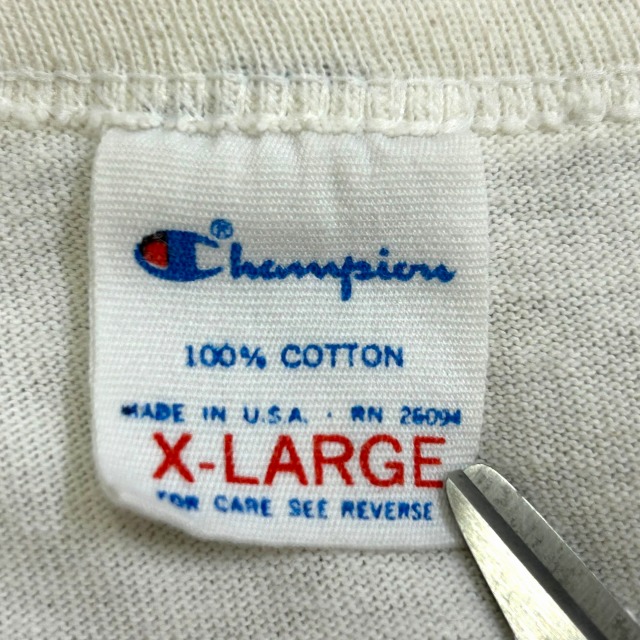 Champion®
100% COTTON
MADE IN U.S.A. · RN 26094
X-LARGE
FOR CARE SEE REVERSE